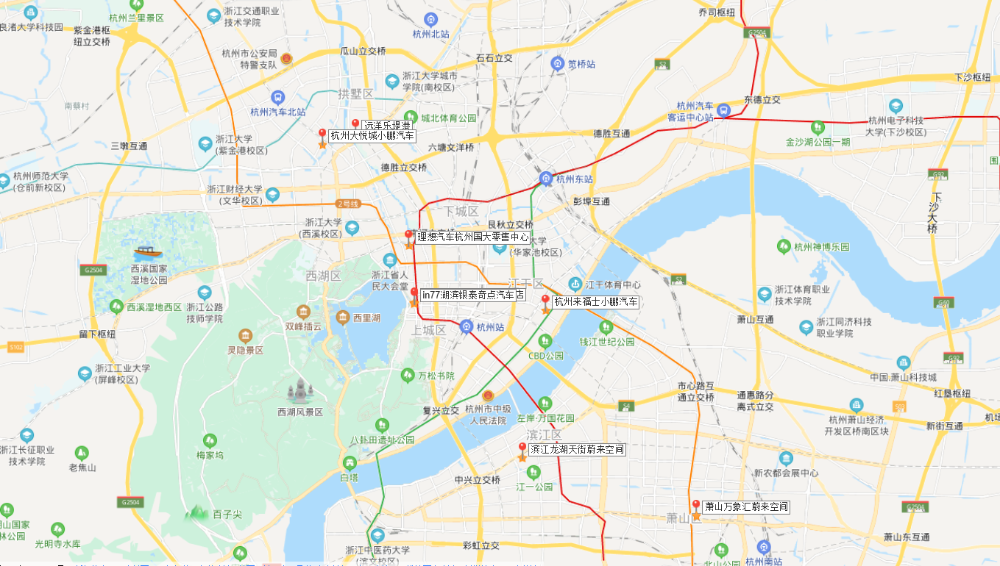 杭州兰里景区
浙江交通职业
技术学院
乔司枢纽
良渚大学科技园
紫金港枢
纽立交桥
杭州北站
G2504
杭州市公安局
特警支队
瓜山立交桥
石石立交
笕桥站
下沙枢纽
浙江大学城市
学院(南校区)
拱墅区
东德立交
南蔡村
杭州汽车北站
杭州汽车
客运中心站
城北体育公园
远洋乐堤港
杭州大悦城小鹏汽车
杭州电子科技
大学(下沙校区)
金沙湖公园一期
德胜立交
三墩互通
浙江大学
(紫金港校区)
六塘文洋桥
围
德胜立交桥
杭州师范大学
(仓前新校区)
杭州东站
G92
浙江财经大学
(文华校区)
2号线
彭埠互通
下沙大桥
下城区
浙江大学
(西溪校区)
艮秋立交桥
理想汽车杭州国大零售中心
大学
(华家池校区)
杭州神博乐园
西溪国家
湿地公园
G2504
西湖区
浙江省人
民大会堂
江干区
江干体育中心
浙江体育职业
技术学院
in77湖滨银泰奇点汽车店
杭州来福士小鹏汽车
西溪湿地西区
浙江公路
技师学院
双峰插云
西里湖
上城区
杭州站
萧山互通
浙江同济科技
职业学院
留下枢纽
S102
灵隐景区
钱江世纪公园
CBD公园
G92
浙江工业大学
(屏峰校区)
万松书院
中国.萧山科技城
市心路互
通立交桥
通惠路分
离式立交
红垦枢纽
西湖风景区
复兴立交
杭州市中级
人民法院
S4
S03
左岸·万国花园
杭州萧山经济
开发区桥南区块
新街互通
机场
八卦田遗址公园
滨江区
滨江龙湖天街蔚来空间
浙江长征职业
技术学院
梅家坞
老焦山
白塔
中兴立交桥
江一公园
新农都会展中心
G2504
萧山万象汇蔚来空间
G2504
萧山区
百子尖
山国家
林公园
光明寺水库
浙江中医药大学
(滨文校区)
彩虹立交
萧山东互通
北山公园
杭州南站